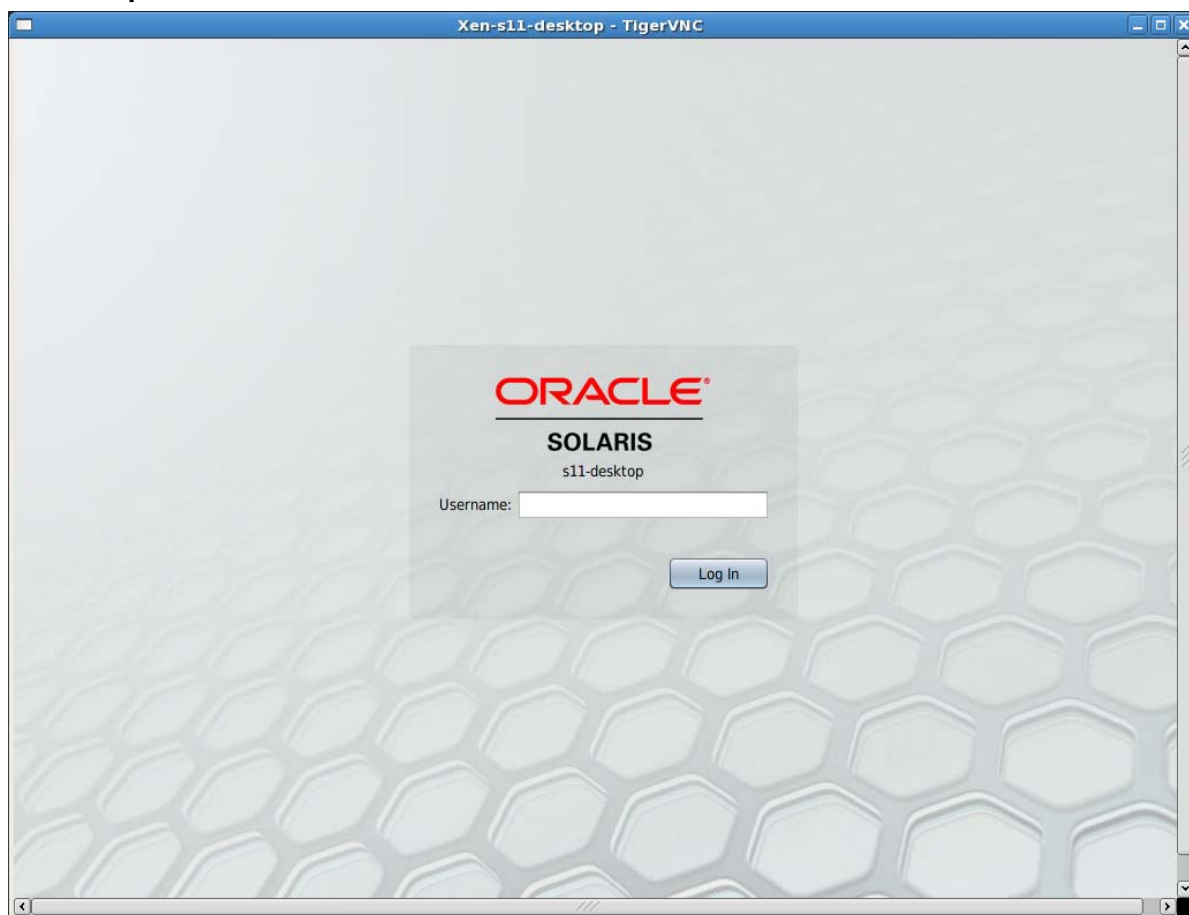 Xen-s11-desktop - TigerVNC
ORACLE®
SOLARIS
s11-desktop
Username:
Log In